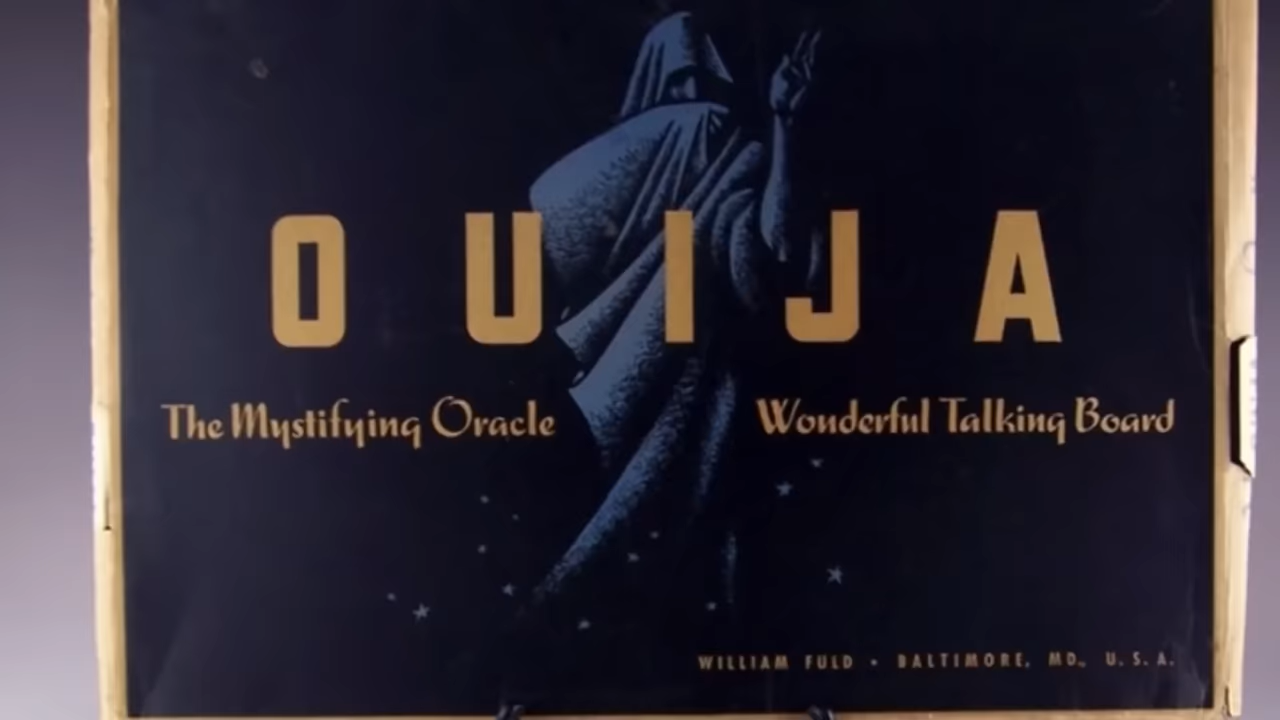 OUIJA
The Mystifying Oracle Wonderful Talking Board
WILLIAM FULD • BALTIMORE, MD., U.S.A.